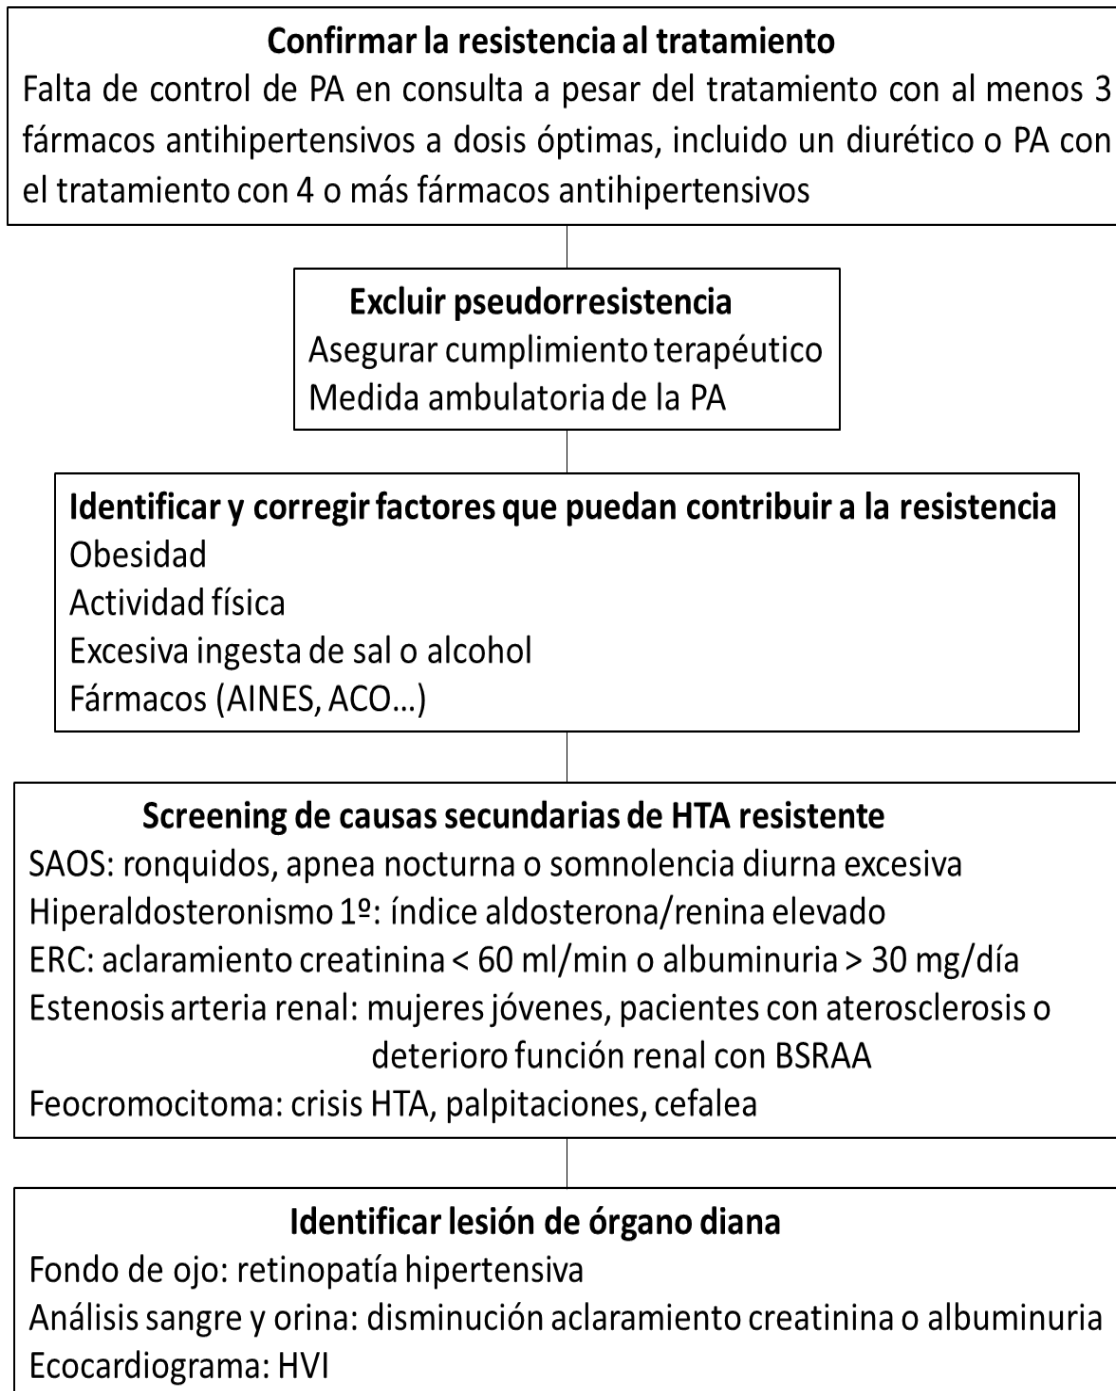 Confirmar la resistencia al tratamiento
Falta de control de PA en consulta a pesar del tratamiento con al menos 3
fármacos antihipertensivos a dosis óptimas, incluido un diurético o PA con
el tratamiento con 4 o más fármacos antihipertensivos
Excluir pseudorresistencia
Asegurar cumplimiento terapéutico
Medida ambulatoria de la PA
Identificar y corregir factores que puedan contribuir a la resistencia
Obesidad
Actividad física
Excesiva ingesta de sal o alcohol
Fármacos (AINES, ACO...)
Screening de causas secundarias de HTA resistente
SAOS: ronquidos, apnea nocturna o somnolencia diurna excesiva
Hiperaldosteronismo 1º: índice aldosterona/renina elevado
ERC: aclaramiento creatinina < 60 ml/min o albuminuria > 30 mg/día
Estenosis arteria renal: mujeres jóvenes, pacientes con aterosclerosis o
deterioro función renal con BSRAA
Feocromocitoma: crisis HTA, palpitaciones, cefalea
Identificar lesión de órgano diana
Fondo de ojo: retinopatía hipertensiva
Análisis sangre y orina: disminución aclaramiento creatinina o albuminuria
Ecocardiograma: HVI